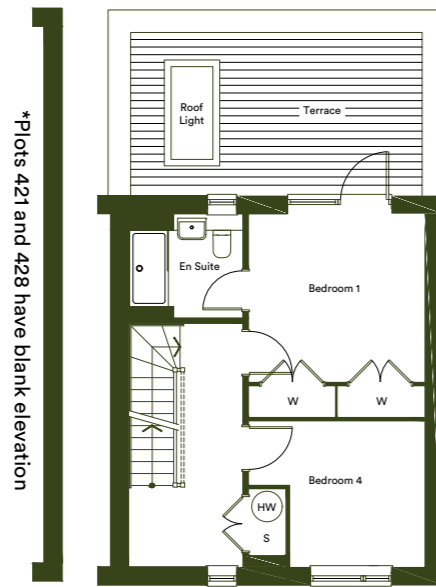 *Plots 421 and 428 have blank elevation
Roof
Light
Terrace
En Suite
Bedroom 1
W
W
Bedroom 4
HW
S